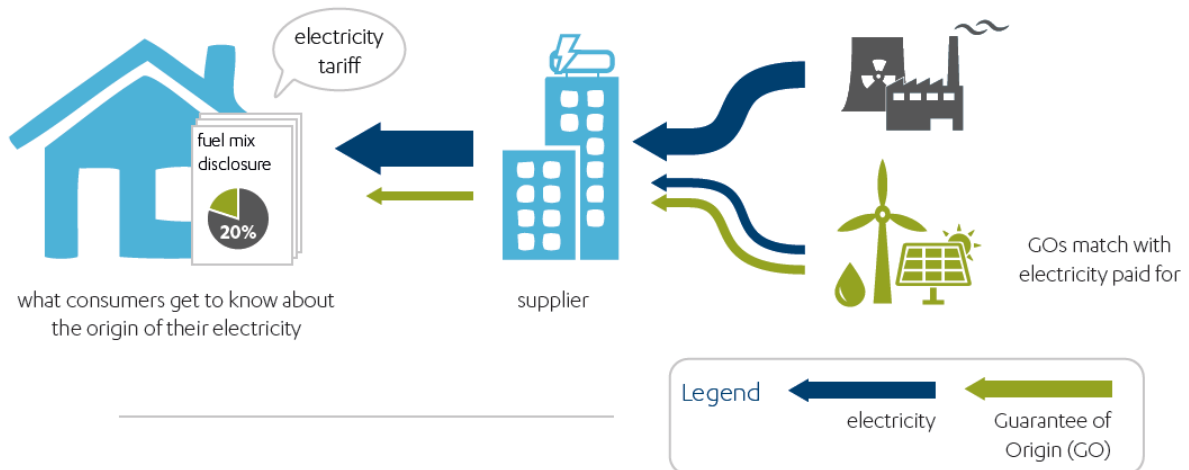 electricity
tariff
fuel mix
disclosure
20%
what consumers get to know about
the origin of their electricity
supplier
GOs match with
electricity paid for
Legend
electricity
Guarantee of
Origin (GO)